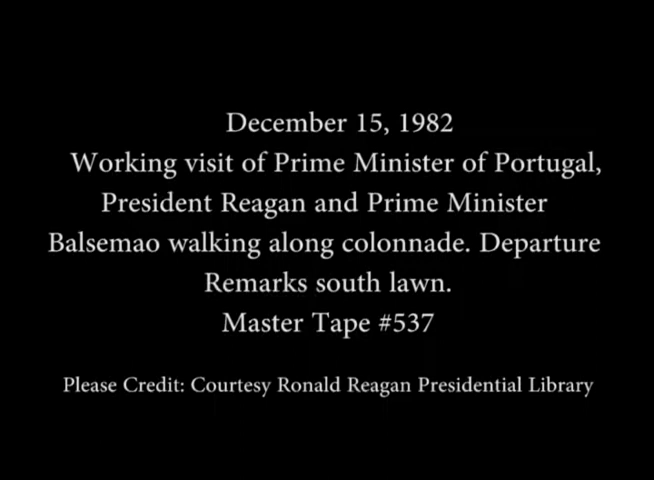 December 15, 1982
Working visit of Prime Minister of Portugal,
President Reagan and Prime Minister
Balsemao walking along colonnade. Departure
Remarks south lawn.
Master Tape #537
Please Credit: Courtesy Ronald Reagan Presidential Library